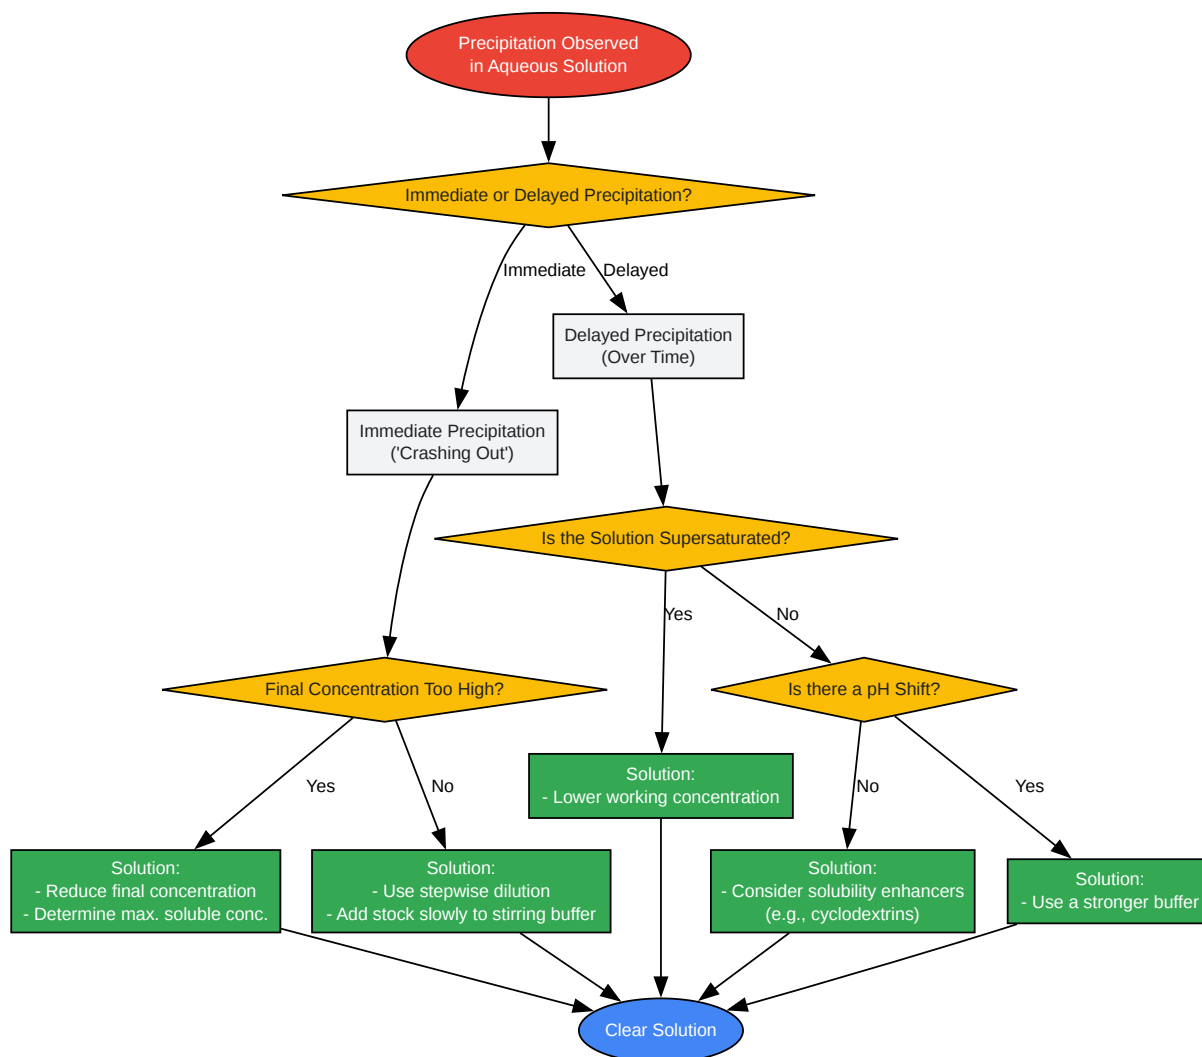 Precipitation Observed
in Aqueous Solution
Immediate or Delayed Precipitation?
Immediate
Delayed
Delayed Precipitation
(Over Time)
Immediate Precipitation
('Crashing Out')
Is the Solution Supersaturated?
Yes
No
Final Concentration Too High?
Is there a pH Shift?
Yes
No
Solution:
- Lower working concentration
No
Yes
Solution:
- Reduce final concentration
- Determine max. soluble conc.
Solution:
- Use stepwise dilution
- Add stock slowly to stirring buffer
Solution:
- Consider solubility enhancers
(e.g., cyclodextrins)
Solution:
- Use a stronger buffer
Clear Solution